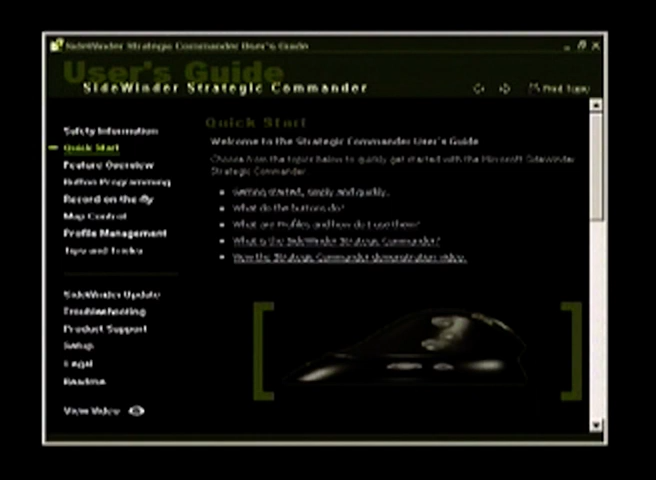 SideWinder Strategic Commander User's Guide
User's Guide
SideWinder Strategic Commander
Print Topic
Safety Information
Quick Start
Feature Overview
Button Programming
Record on the fly
Map Control
Profile Management
Tips and Tricks
SideWinder Update
Troubleshooting
Product Support
Setup
Legal
Readme
View Video
Quick Start
Welcome to the Strategic Commander User's Guide
Choose from the topics below to quickly get started with the Microsoft SideWinder
Strategic Commander.
Getting started, simply and quickly.
What do the buttons do?
What are Profiles and how do I use them?
What is the SideWinder Strategic Commander?
View the Strategic Commander demonstration video.